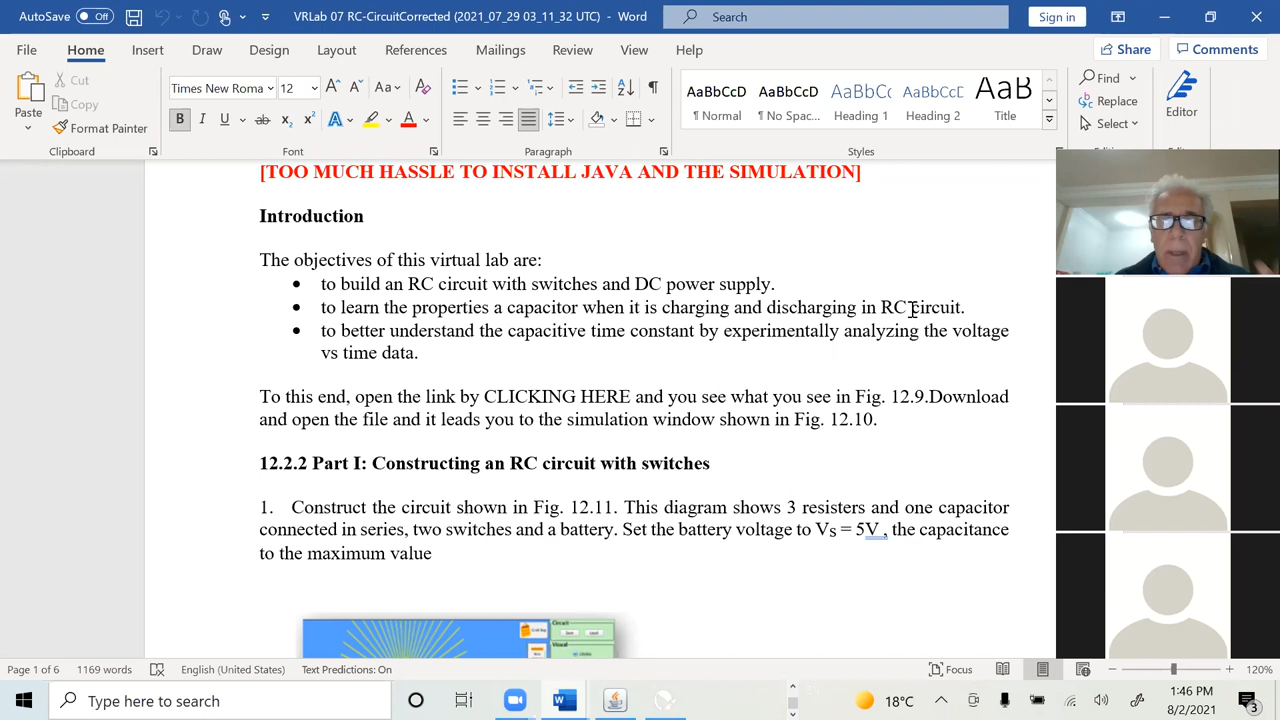 AutoSave Off VRLab 07 RC-CircuitCorrected (2021_07_29 03_11_32 UTC) - Word Search Sign in
File Home Insert Draw Design Layout References Mailings Review View Help Share Comments
Paste Cut Copy Format Painter
Times New Roma 12
AaBbCcD AaBbCcD AaBbCc AaBbCcD AaB
¶ Normal ¶ No Spac... Heading 1 Heading 2 Title
Find Replace Select Editor
Clipboard Font Paragraph Styles
[TOO MUCH HASSLE TO INSTALL JAVA AND THE SIMULATION]
Introduction
The objectives of this virtual lab are:
• to build an RC circuit with switches and DC power supply.
• to learn the properties a capacitor when it is charging and discharging in RC circuit.
• to better understand the capacitive time constant by experimentally analyzing the voltage
vs time data.
To this end, open the link by CLICKING HERE and you see what you see in Fig. 12.9.Download
and open the file and it leads you to the simulation window shown in Fig. 12.10.
12.2.2 Part I: Constructing an RC circuit with switches
1. Construct the circuit shown in Fig. 12.11. This diagram shows 3 resisters and one capacitor
connected in series, two switches and a battery. Set the battery voltage to VS = 5V , the capacitance
to the maximum value
Circuit
Save Load
Visual
Page 1 of 6 1169 words English (United States) Text Predictions: On Focus 120%
Type here to search 18°C 1:46 PM
8/2/2021 3